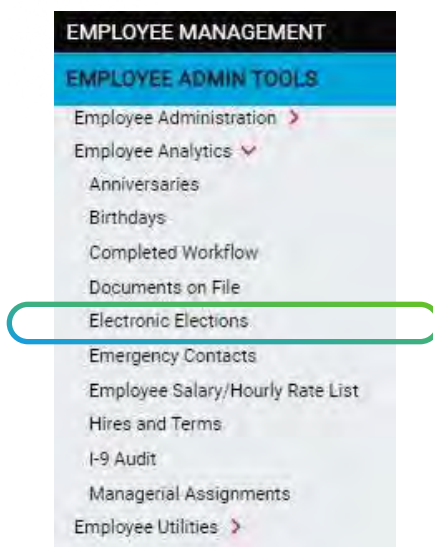 EMPLOYEE MANAGEMENT
EMPLOYEE ADMIN TOOLS
Employee Administration
Employee Analytics
Anniversaries
Birthdays
Completed Workflow
Documents on File
Electronic Elections
Emergency Contacts
Employee Salary/Hourly Rate List
Hires and Terms
I-9 Audit
Managerial Assignments
Employee Utilities